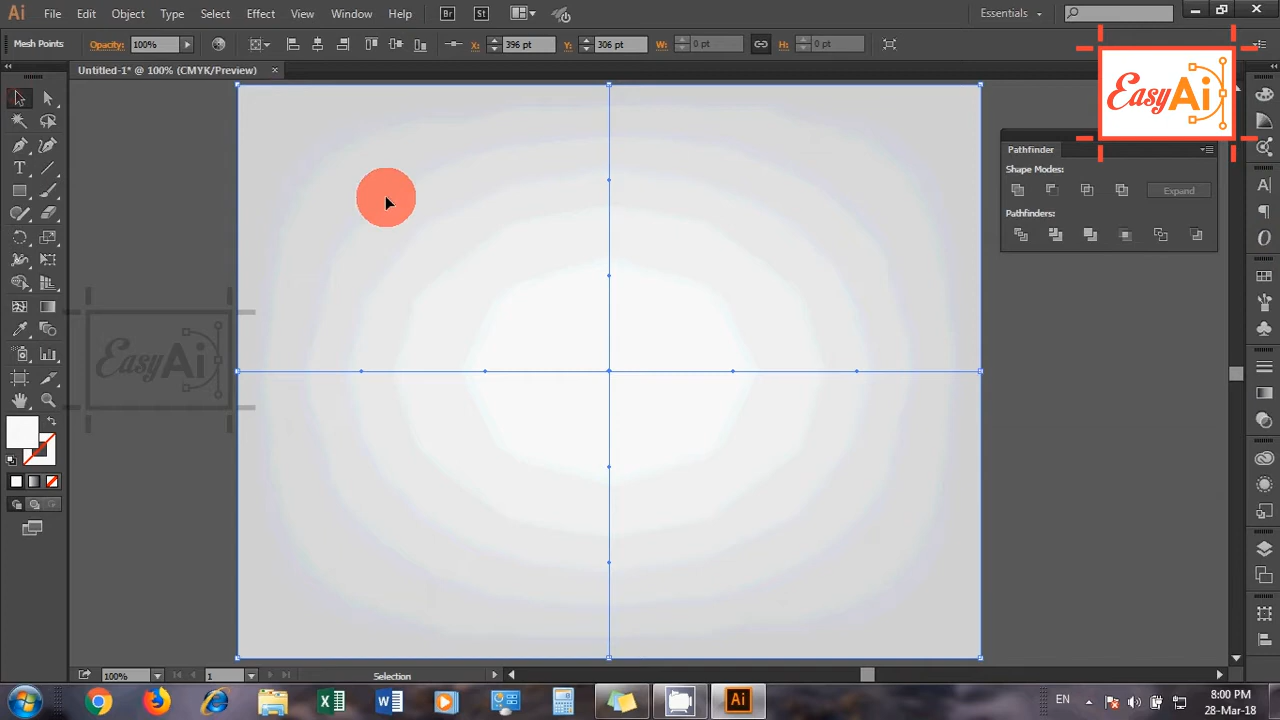 Ai File Edit Object Type Select Effect View Window Help Br St Essentials
Mesh Points Opacity: 100% X: 396 pt Y: 306 pt W: 0 pt H: 0 pt
Untitled-1* @ 100% (CMYK/Preview)
EasyAi
Pathfinder
Shape Modes:
Expand
Pathfinders:
EasyAi
100% 1 Selection
EN 8:00 PM
28-Mar-18